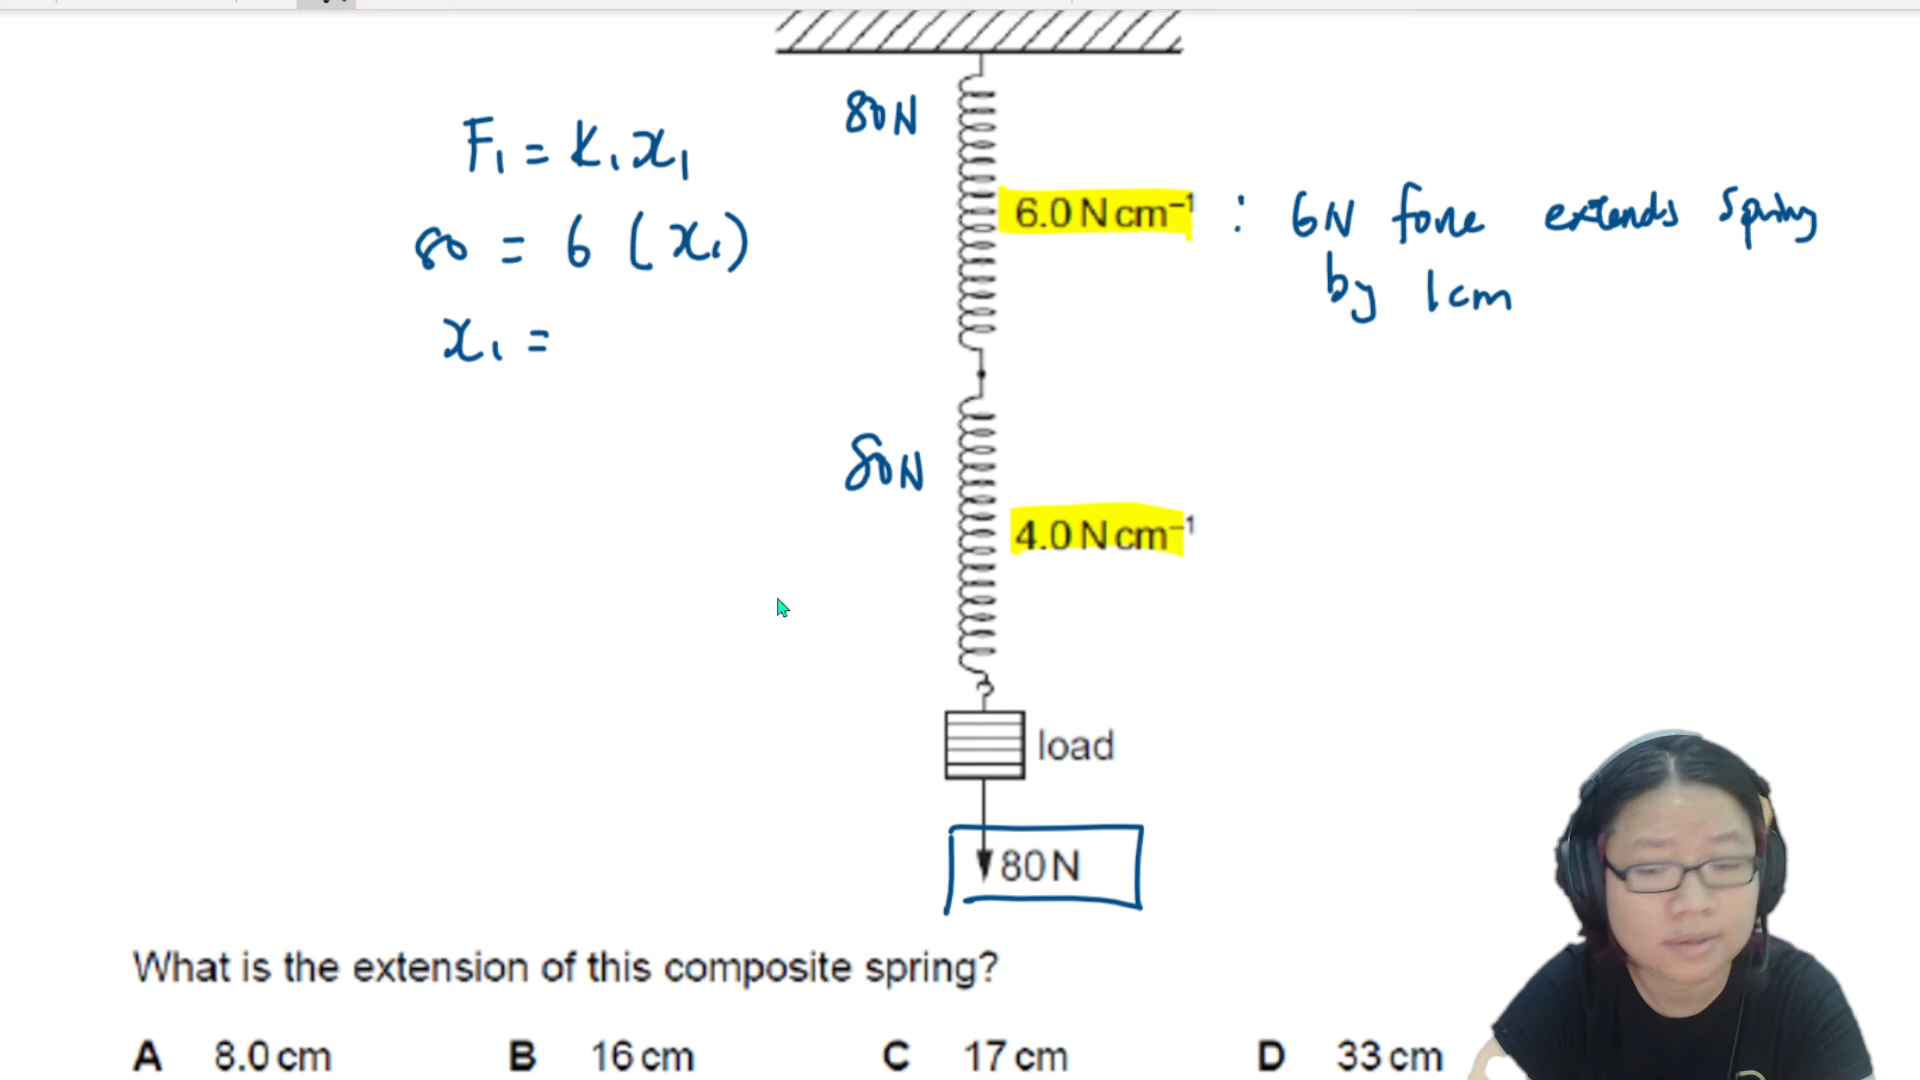 F₁ = K₁x₁
80 = 6 (x₁)
x₁ =
80N
6.0 N cm⁻¹ : 6N force extends spring
by 1cm
80N
4.0 N cm⁻¹
load
80 N
What is the extension of this composite spring?
A 8.0 cm B 16 cm C 17 cm D 33 cm